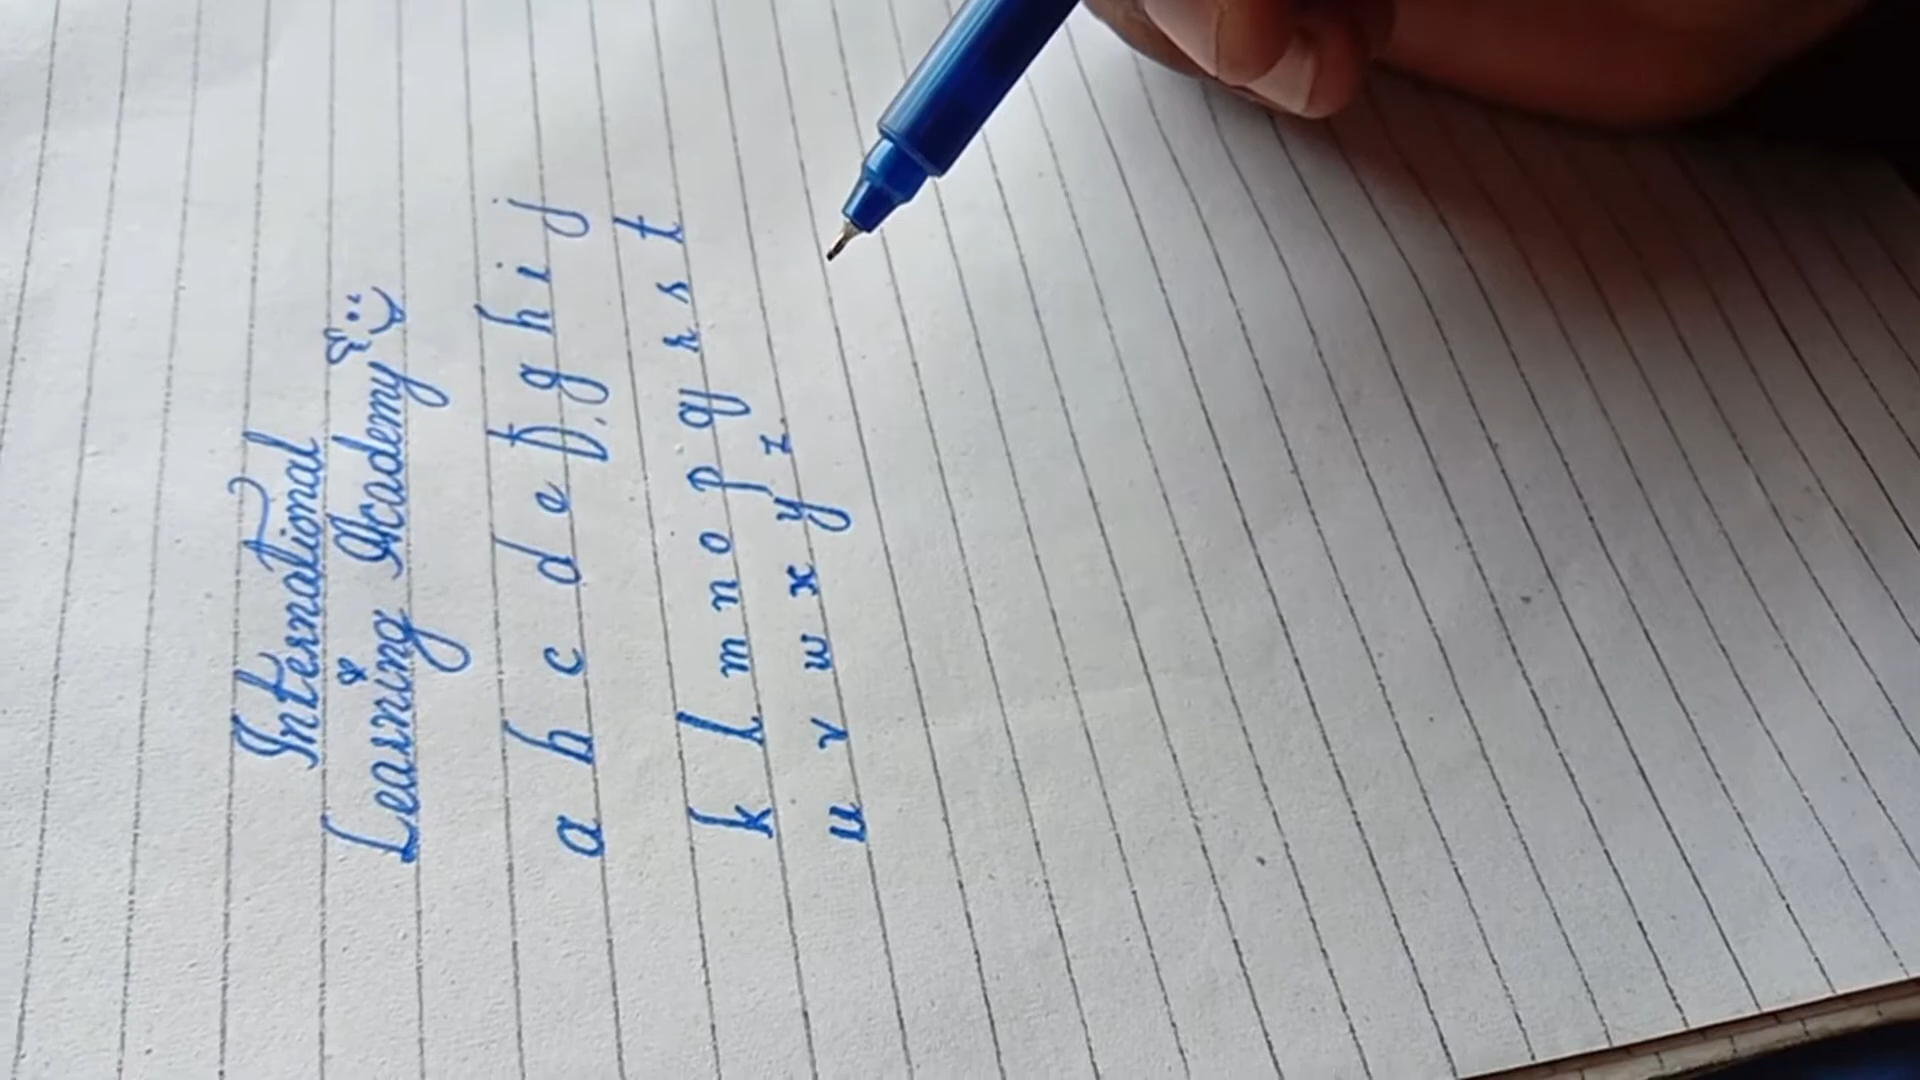 International
Learning Academy
a b c d e f g h i j
k l m n o p q r s t
u v w x y z